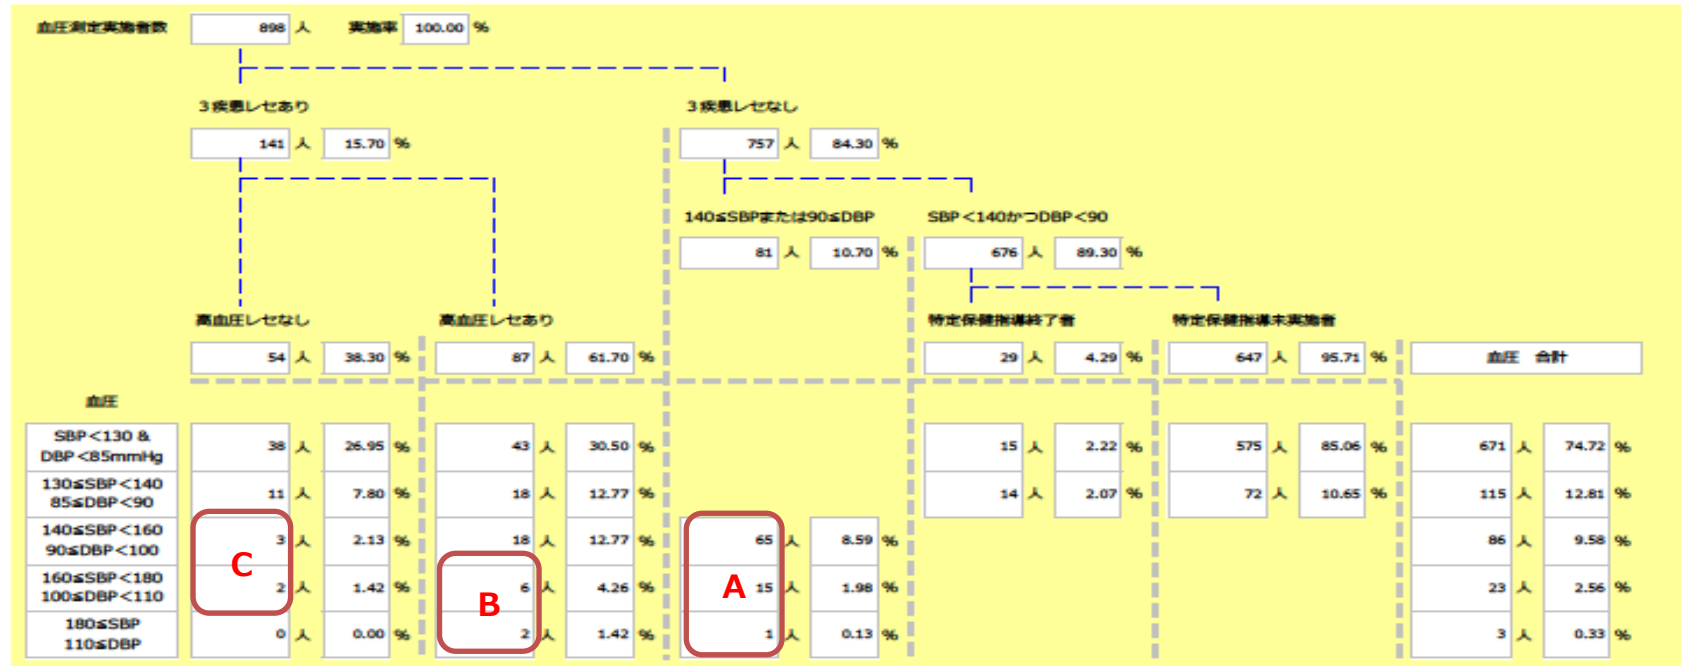 血圧測定実施者数 898 人 実施率 100.00 %
3疾患レセあり 3疾患レセなし
141 人 15.70 % 757 人 84.30 %
140≦SBPまたは90≦DBP SBP<140かつDBP<90
81 人 10.70 % 676 人 89.30 %
高血圧レセなし 高血圧レセあり 特定保健指導終了者 特定保健指導未実施者
54 人 38.30 % 87 人 61.70 % 29 人 4.29 % 647 人 95.71 % 血圧 合計
血圧
SBP<130 &
DBP<85mmHg
38 人 26.95 % 43 人 30.50 % 15 人 2.22 % 575 人 85.06 % 671 人 74.72 %
130≦SBP<140
85≦DBP<90
11 人 7.80 % 18 人 12.77 % 14 人 2.07 % 72 人 10.65 % 115 人 12.81 %
140≦SBP<160
90≦DBP<100
3 人 2.13 % 18 人 12.77 % 65 人 8.59 % 86 人 9.58 %
C
160≦SBP<180
100≦DBP<110
2 人 1.42 % 6 人 4.26 % A 15 人 1.98 % 23 人 2.56 %
B
180≦SBP
110≦DBP
0 人 0.00 % 2 人 1.42 % 1 人 0.13 % 3 人 0.33 %